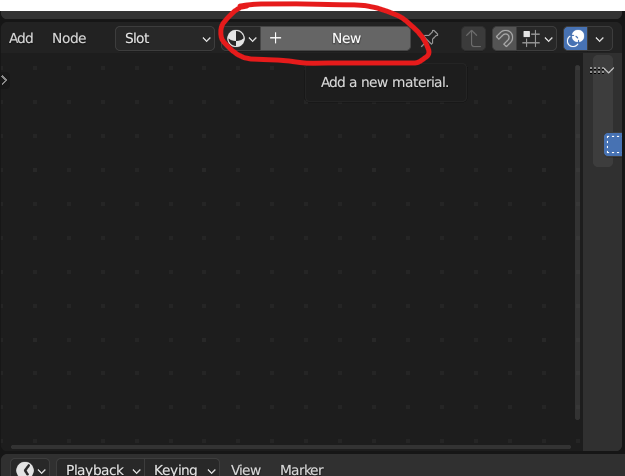 Add Node Slot New
Add a new material.
Playback Keying View Marker